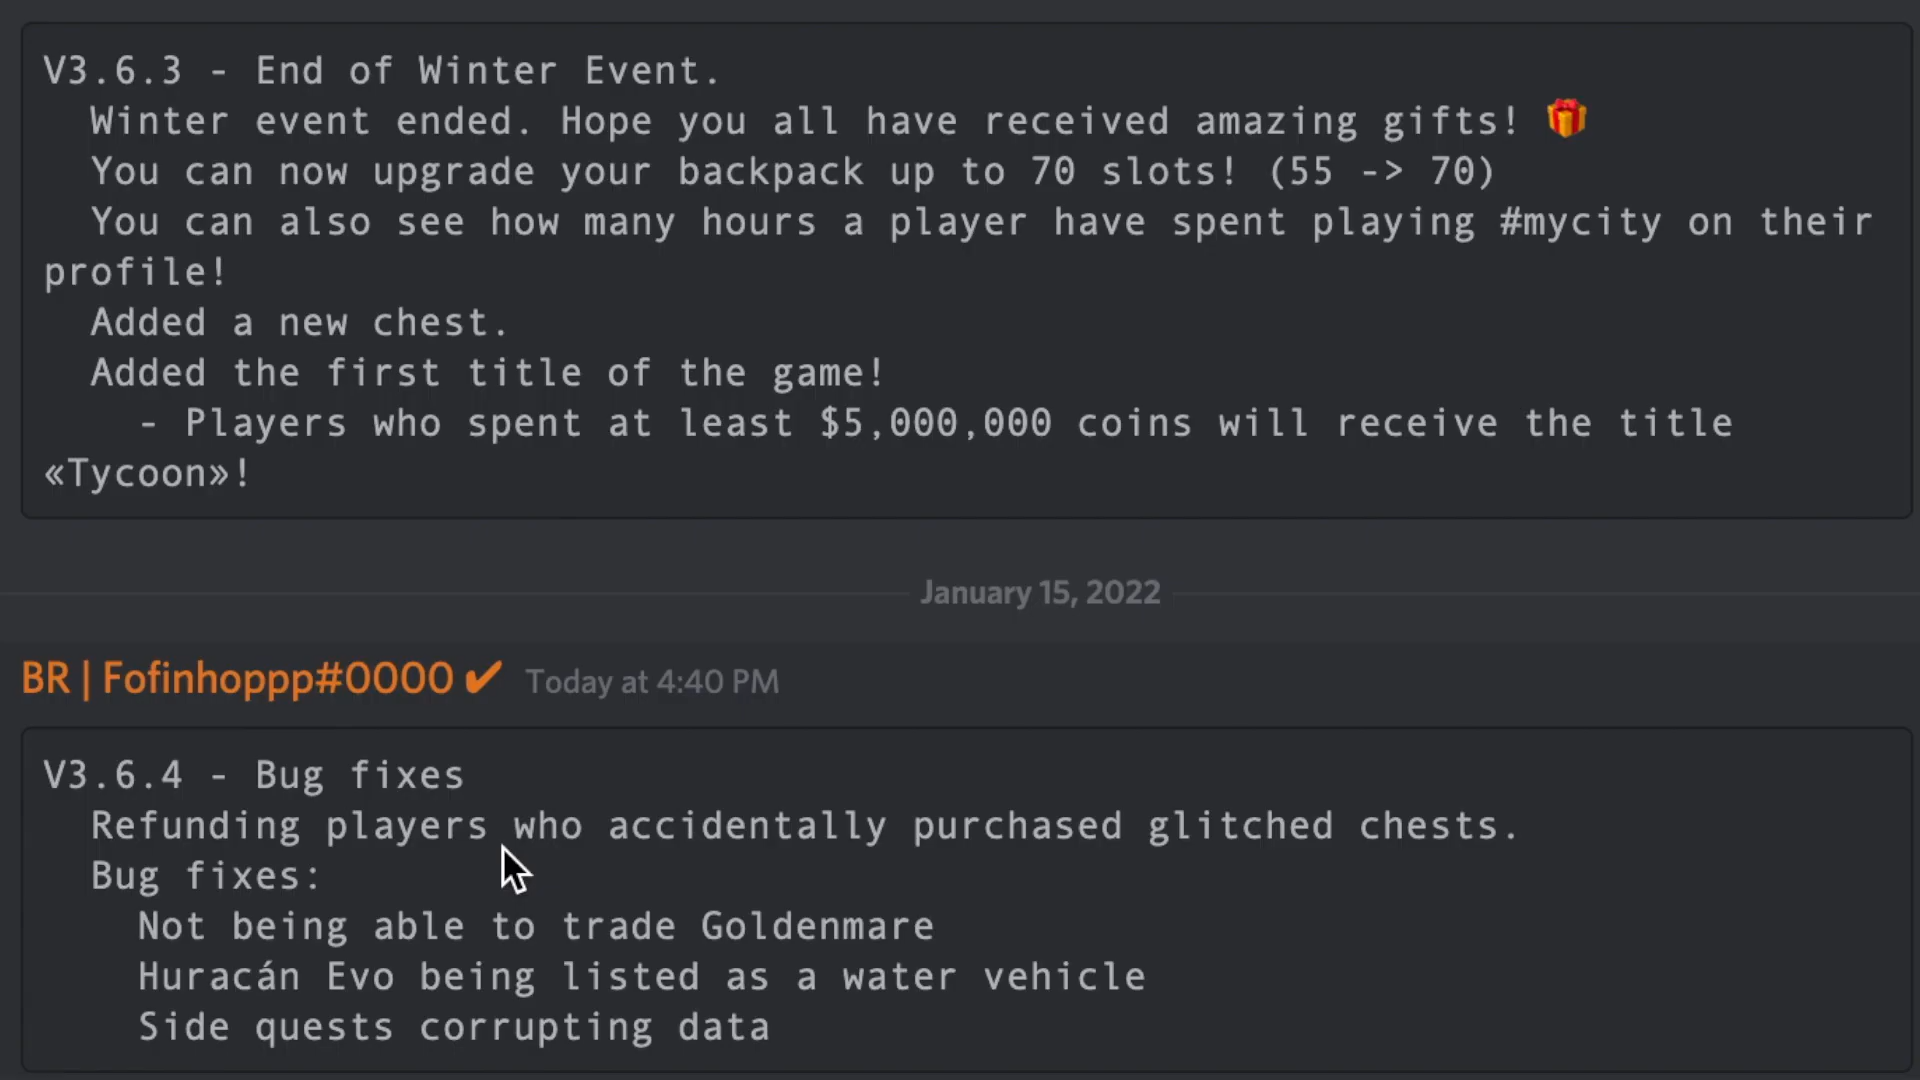 V3.6.3 - End of Winter Event.
Winter event ended. Hope you all have received amazing gifts! 🎁
You can now upgrade your backpack up to 70 slots! (55 -> 70)
You can also see how many hours a player have spent playing #mycity on their
profile!
Added a new chest.
Added the first title of the game!
- Players who spent at least $5,000,000 coins will receive the title
«Tycoon»!
January 15, 2022
BR | Fofinhoppp#0000 ✔ Today at 4:40 PM
V3.6.4 - Bug fixes
Refunding players who accidentally purchased glitched chests.
Bug fixes:
Not being able to trade Goldenmare
Huracán Evo being listed as a water vehicle
Side quests corrupting data